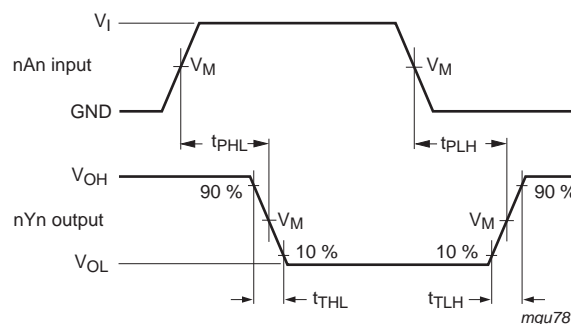 VI
nAn input
VM
VM
GND
tPHL
tPLH
VOH
90 %
90 %
nYn output
VM
VM
10 %
10 %
VOL
tTHL
tTLH
mgu78